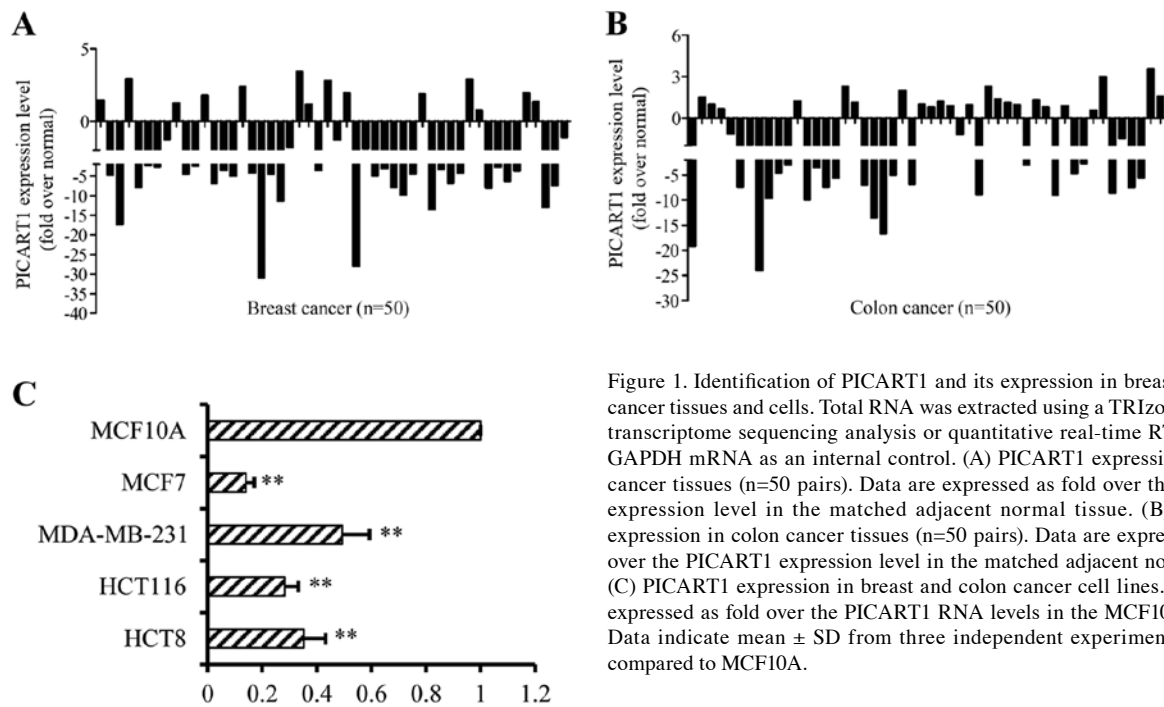 A
PICART1 expression level
(fold over normal)
5
0
-5
-10
-15
-20
-25
-30
-35
-40
Breast cancer (n=50)
B
PICART1 expression level
(fold over normal)
6
3
0
-5
-10
-15
-20
-25
-30
Colon cancer (n=50)
C
MCF10A
MCF7 **
MDA-MB-231 **
HCT116 **
HCT8 **
0 0.2 0.4 0.6 0.8 1 1.2
Figure 1. Identification of PICART1 and its expression in breas
cancer tissues and cells. Total RNA was extracted using a TRIzo
transcriptome sequencing analysis or quantitative real-time R
GAPDH mRNA as an internal control. (A) PICART1 expressi
cancer tissues (n=50 pairs). Data are expressed as fold over th
expression level in the matched adjacent normal tissue. (B
expression in colon cancer tissues (n=50 pairs). Data are expre
over the PICART1 expression level in the matched adjacent no
(C) PICART1 expression in breast and colon cancer cell lines.
expressed as fold over the PICART1 RNA levels in the MCF10
Data indicate mean ± SD from three independent experimen
compared to MCF10A.